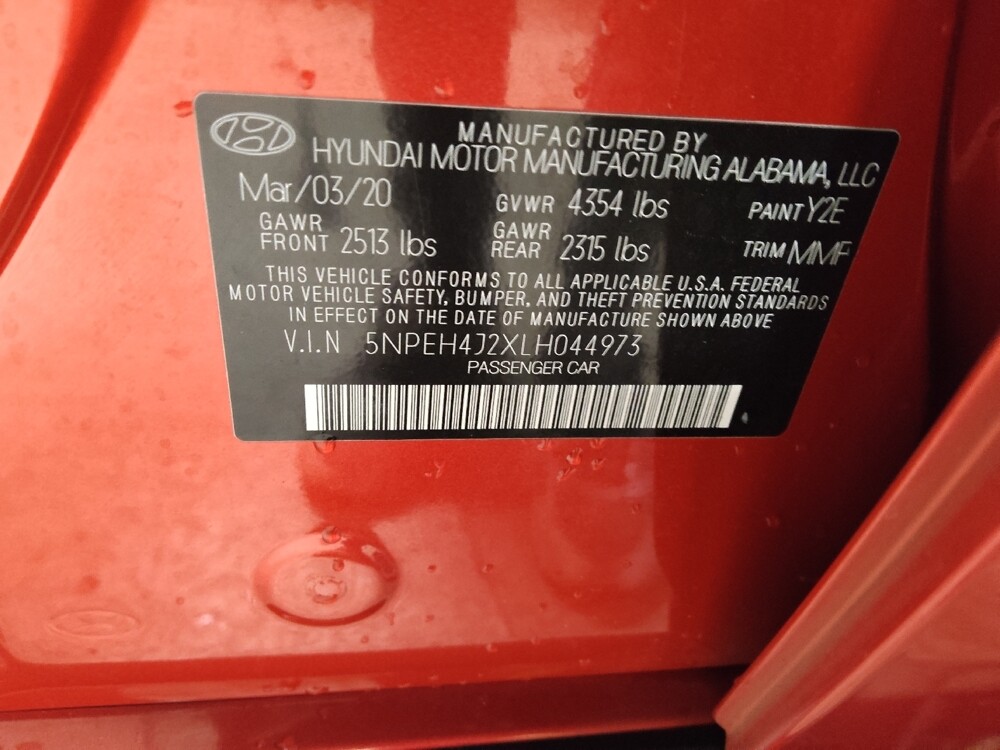 MANUFACTURED BY
HYUNDAI MOTOR MANUFACTURING ALABAMA, LLC
Mar/03/20 GVWR 4354 lbs PAINT Y2E
GAWR FRONT 2513 lbs GAWR REAR 2315 lbs TRIM MMF
THIS VEHICLE CONFORMS TO ALL APPLICABLE U.S.A. FEDERAL
MOTOR VEHICLE SAFETY, BUMPER, AND THEFT PREVENTION STANDARDS
IN EFFECT ON THE DATE OF MANUFACTURE SHOWN ABOVE
V.I.N 5NPEH4J2XLH044973
PASSENGER CAR